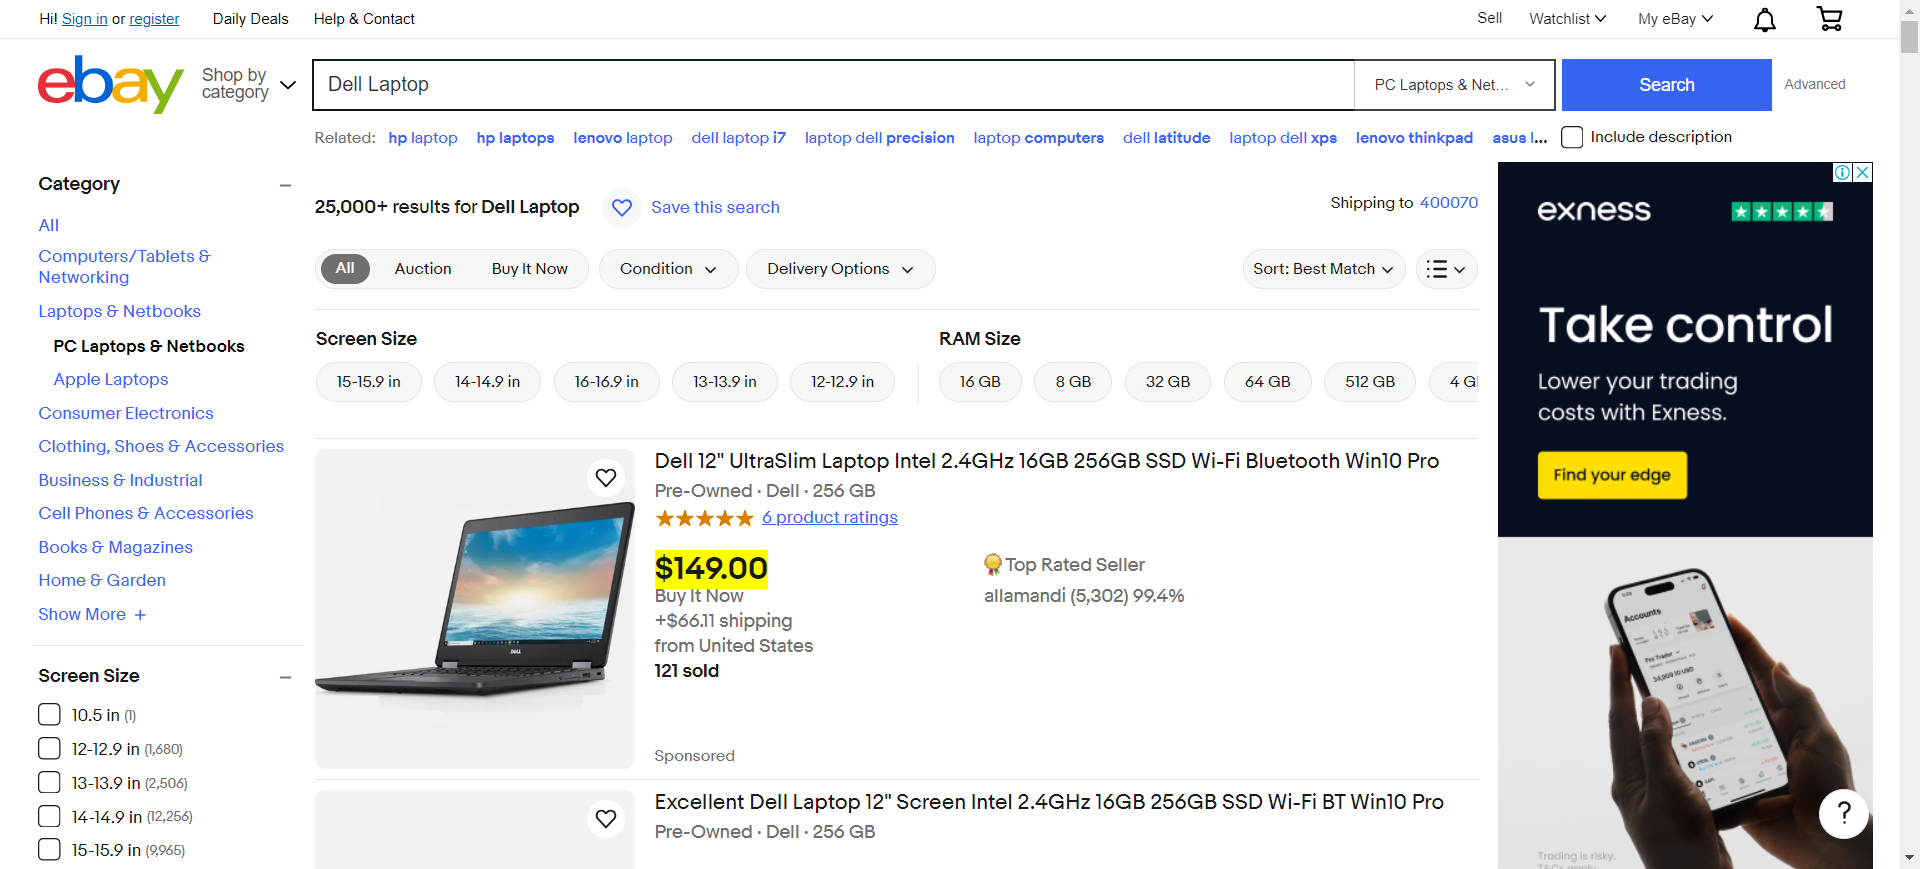 Hi! Sign in or register
Daily Deals
Help & Contact
Sell
Watchlist
My eBay
ebay
Shop by category
Dell Laptop
PC Laptops & Net...
Search
Advanced
Related: hp laptop hp laptops lenovo laptop dell laptop i7 laptop dell precision laptop computers dell latitude laptop dell xps lenovo thinkpad asus l...
Include description
Category
All
Computers/Tablets &
Networking
Laptops & Netbooks
PC Laptops & Netbooks
Apple Laptops
Consumer Electronics
Clothing, Shoes & Accessories
Business & Industrial
Cell Phones & Accessories
Books & Magazines
Home & Garden
Show More +
Screen Size
10.5 in (1)
12-12.9 in (1,680)
13-13.9 in (2,506)
14-14.9 in (12,256)
15-15.9 in (9,965)
25,000+ results for Dell Laptop
Save this search
Shipping to 400070
All
Auction
Buy It Now
Condition
Delivery Options
Sort: Best Match
Screen Size
15-15.9 in
14-14.9 in
16-16.9 in
13-13.9 in
12-12.9 in
RAM Size
16 GB
8 GB
32 GB
64 GB
512 GB
4 G
Dell 12" UltraSlim Laptop Intel 2.4GHz 16GB 256GB SSD Wi-Fi Bluetooth Win10 Pro
Pre-Owned · Dell · 256 GB
6 product ratings
$149.00
Buy It Now
+$66.11 shipping
from United States
121 sold
Top Rated Seller
allamandi (5,302) 99.4%
Sponsored
DELL
Excellent Dell Laptop 12" Screen Intel 2.4GHz 16GB 256GB SSD Wi-Fi BT Win10 Pro
Pre-Owned · Dell · 256 GB
exness
Take control
Lower your trading
costs with Exness.
Find your edge
Accounts
Trading is risky.
T&Cs apply.
?